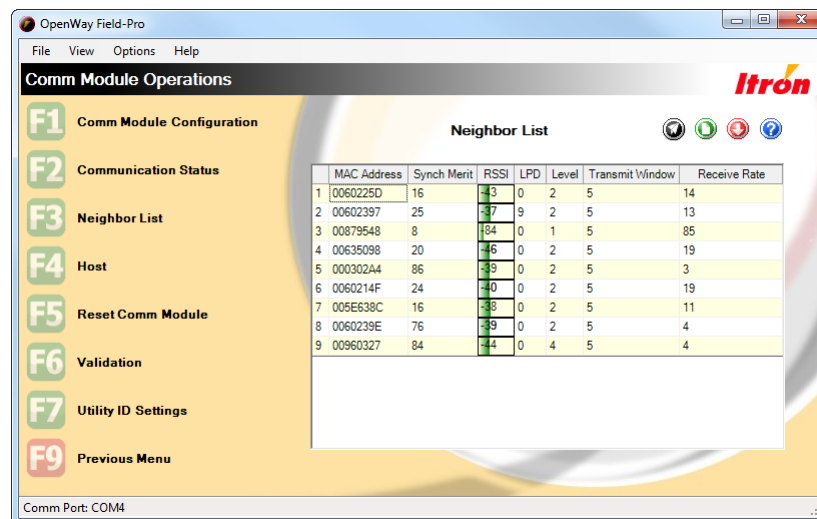 OpenWay Field-Pro
File View Options Help
Comm Module Operations
Itrón
F1 Comm Module Configuration
F2 Communication Status
F3 Neighbor List
F4 Host
F5 Reset Comm Module
F6 Validation
F7 Utility ID Settings
F9 Previous Menu
Neighbor List
MAC Address Synch Merit RSSI LPD Level Transmit Window Receive Rate
1 0060225D 16 -43 0 2 5 14
2 00602397 25 -37 9 2 5 13
3 00879548 8 -84 0 1 5 85
4 00635098 20 -46 0 2 5 19
5 000302A4 86 -39 0 2 5 3
6 0060214F 24 -40 0 2 5 19
7 005E638C 16 -38 0 2 5 11
8 0060239E 76 -39 0 2 5 4
9 00960327 84 -44 0 4 5 4
Comm Port: COM4